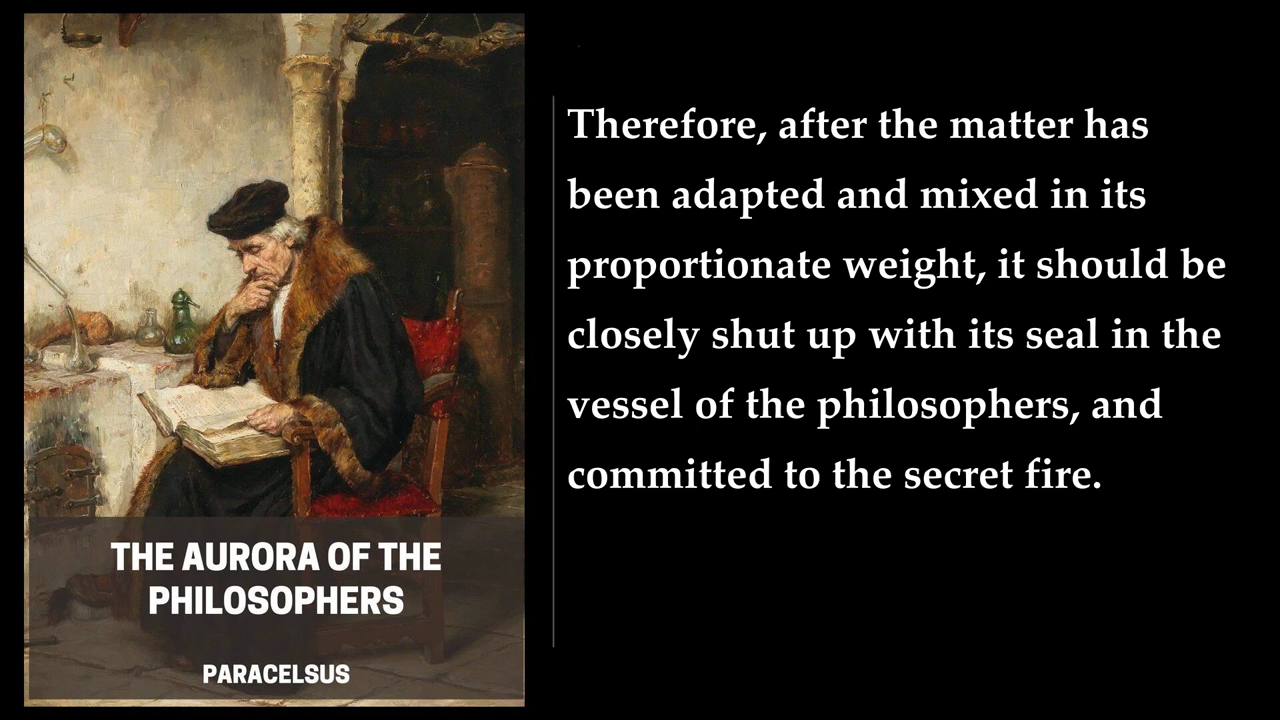 Therefore, after the matter has
been adapted and mixed in its
proportionate weight, it should be
closely shut up with its seal in the
vessel of the philosophers, and
committed to the secret fire.
THE AURORA OF THE
PHILOSOPHERS
PARACELSUS